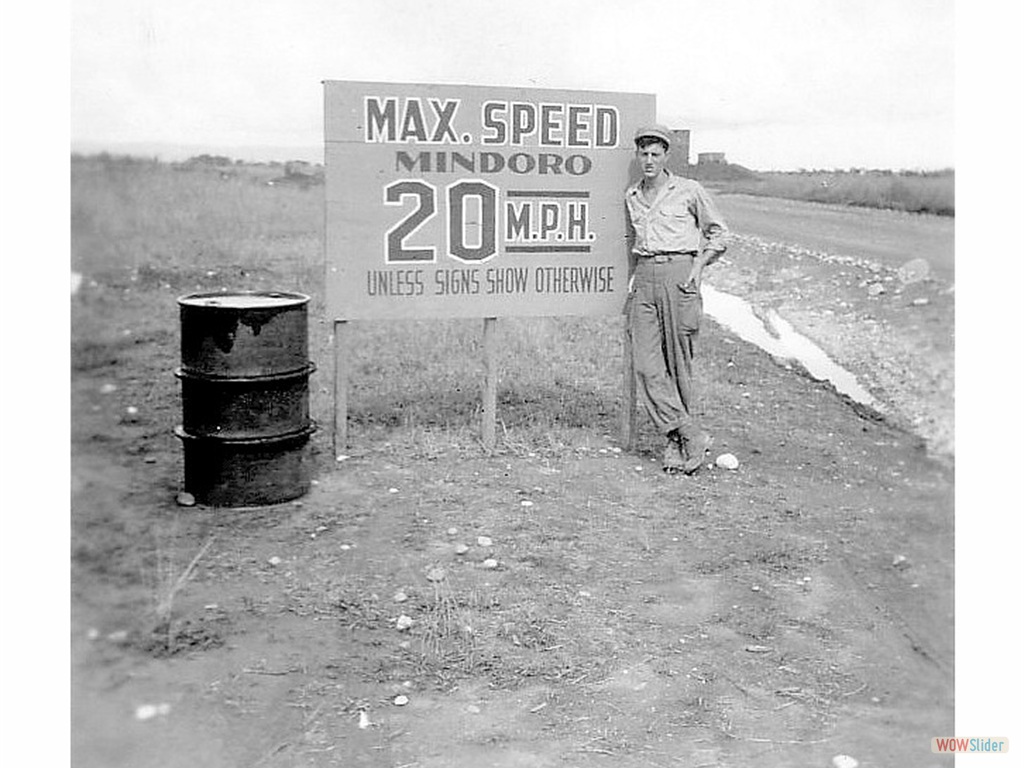 MAX. SPEED
MINDORO
20 M.P.H.
UNLESS SIGNS SHOW OTHERWISE
WOWSlider